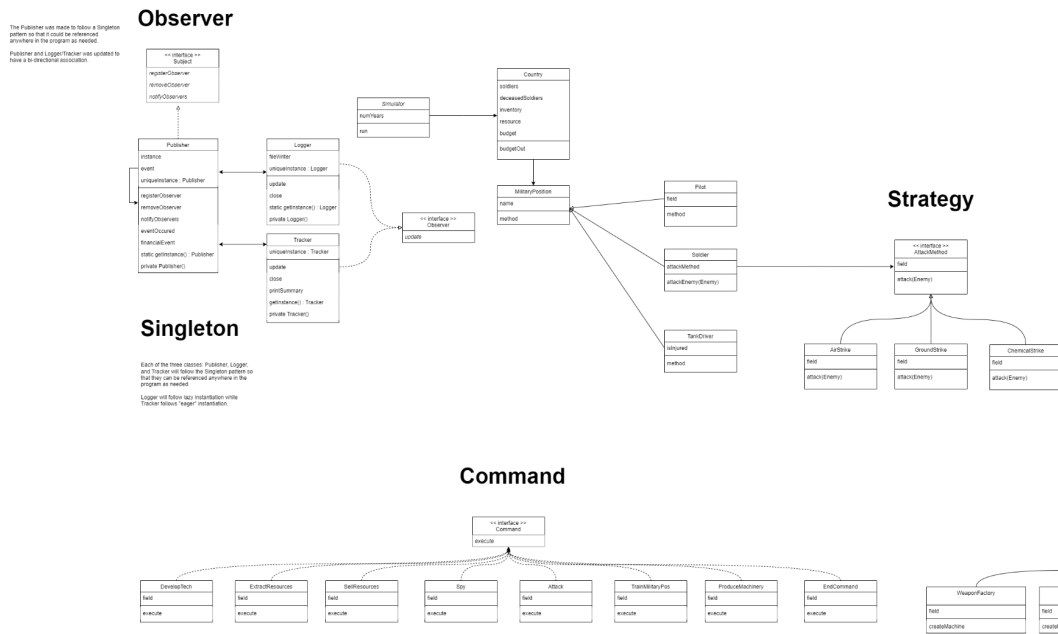 Observer
The Publisher was made to follow a Singleton
pattern so that it could be referenced
anywhere in the program as needed.
Publisher and Logger/Tracker was updated to
have a bi-directional association.
<< interface >>
Subject
registerObserver
removeObserver
notifyObservers
Publisher
instance
event
uniqueInstance : Publisher
registerObserver
removeObserver
notifyObservers
eventOccured
financialEvent
static getInstance() : Publisher
private Publisher()
Logger
fileWriter
uniqueInstance : Logger
update
close
static getInstance() : Logger
private Logger()
Tracker
uniqueInstance : Tracker
update
close
printSummary
getInstance() : Tracker
private Tracker()
<< interface >>
Observer
update
Simulator
numYears
run
Country
soldiers
deceasedSoldiers
inventory
resource
budget
budgetOut
MilitaryPosition
name
method
Pilot
field
method
Soldier
attackMethod
attackEnemy(Enemy)
TankDriver
isInjured
method
Strategy
<< interface >>
AttackMethod
field
attack(Enemy)
AirStrike
field
attack(Enemy)
GroundStrike
field
attack(Enemy)
ChemicalStrike
field
attack(Enemy)
Singleton
Each of the three classes: Publisher, Logger,
and Tracker will follow the Singleton pattern so
that they can be referenced anywhere in the
program as needed.
Logger will follow lazy instantiation while
Tracker follows "eager" instantiation.
Command
<< interface >>
Command
execute
DevelopTech
field
execute
ExtractResources
field
execute
SellResources
field
execute
Spy
field
execute
Attack
field
execute
TrainMilitaryPos
field
execute
ProduceMachinery
field
execute
EndCommand
field
execute
WeaponFactory
field
createMachine
field